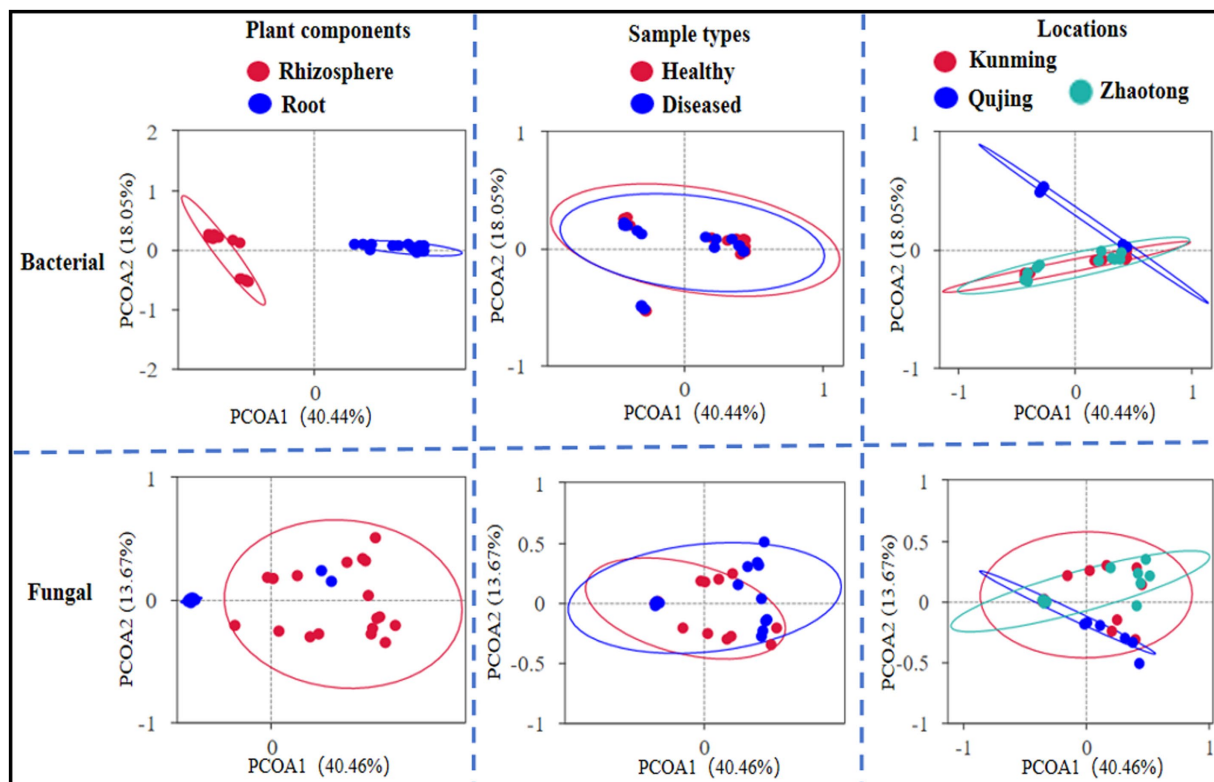 Plant components
Rhizosphere
Root
Sample types
Healthy
Diseased
Locations
Kunming
Qujing
Zhaotong
Bacterial
PCOA2 (18.05%)
2
1
0
-1
-2
0
PCOA1 (40.44%)
PCOA2 (18.05%)
1
0
-1
0
1
PCOA1 (40.44%)
PCOA2 (18.05%)
1
0
-1
-1
0
1
PCOA1 (40.44%)
Fungal
PCOA2 (13.67%)
1
0
-1
0
PCOA1 (40.46%)
PCOA2 (13.67%)
1
0.5
0
-0.5
-1
0
1
PCOA1 (40.46%)
PCOA2 (13.67%)
1
0.5
0
-0.5
-1
-1
0
1
PCOA1 (40.46%)